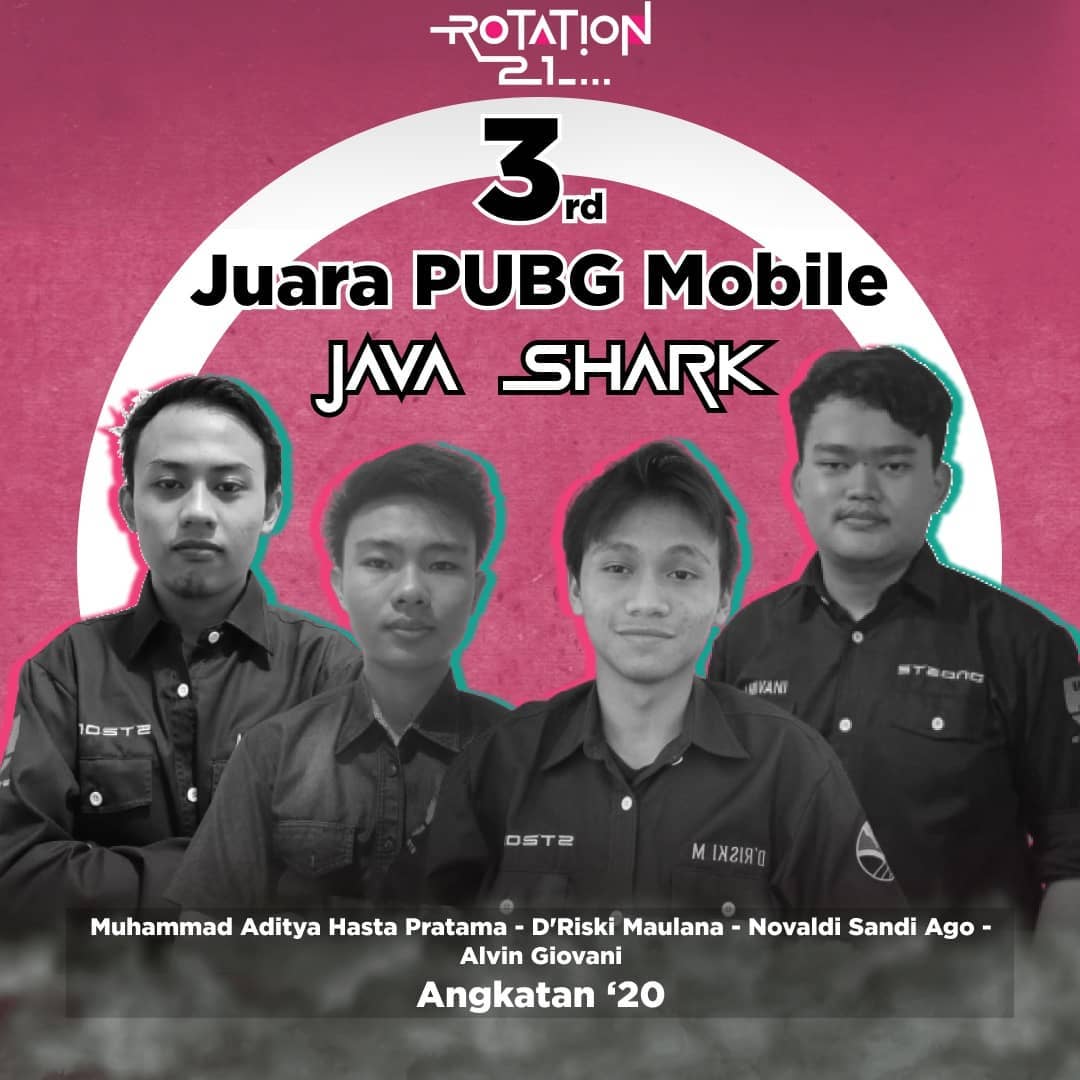 ROTATION
21_...
3rd
Juara PUBG Mobile
JAVA SHARK
D'RISKI M
Muhammad Aditya Hasta Pratama - D'Riski Maulana - Novaldi Sandi Ago -
Alvin Giovani
Angkatan ‘20